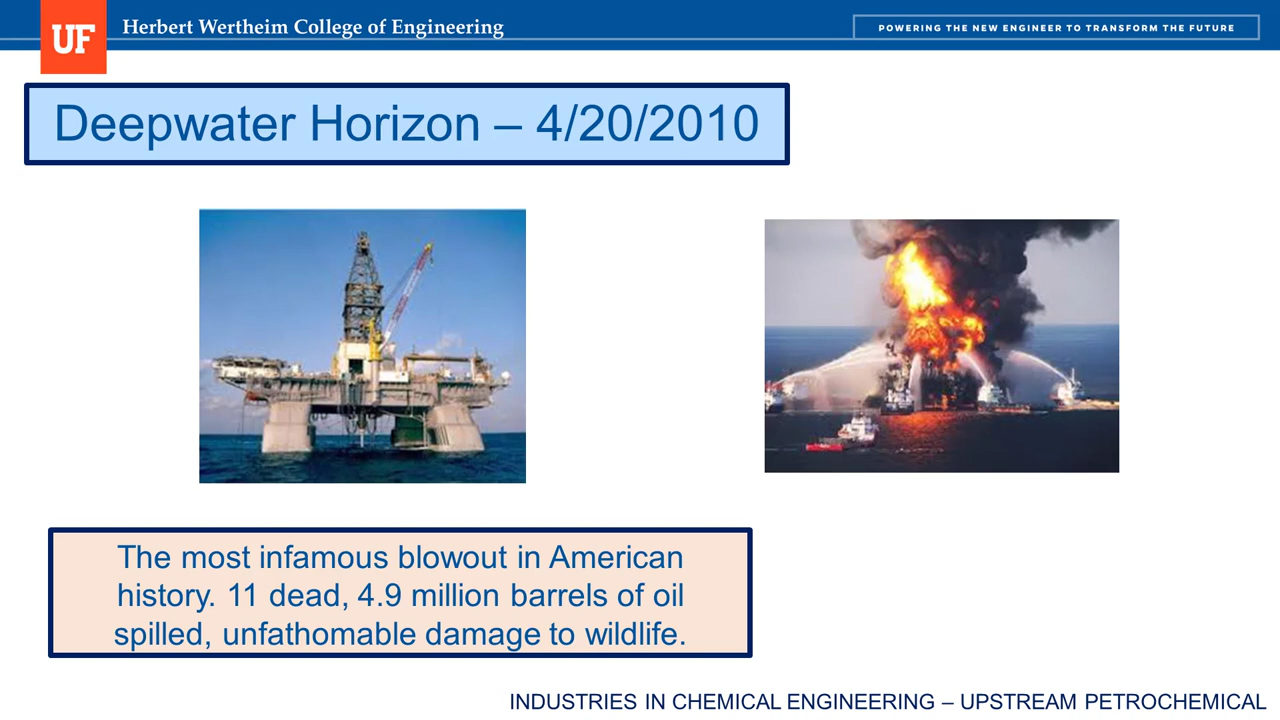 UF
Herbert Wertheim College of Engineering
POWERING THE NEW ENGINEER TO TRANSFORM THE FUTURE
Deepwater Horizon – 4/20/2010
The most infamous blowout in American
history. 11 dead, 4.9 million barrels of oil
spilled, unfathomable damage to wildlife.
INDUSTRIES IN CHEMICAL ENGINEERING – UPSTREAM PETROCHEMICAL